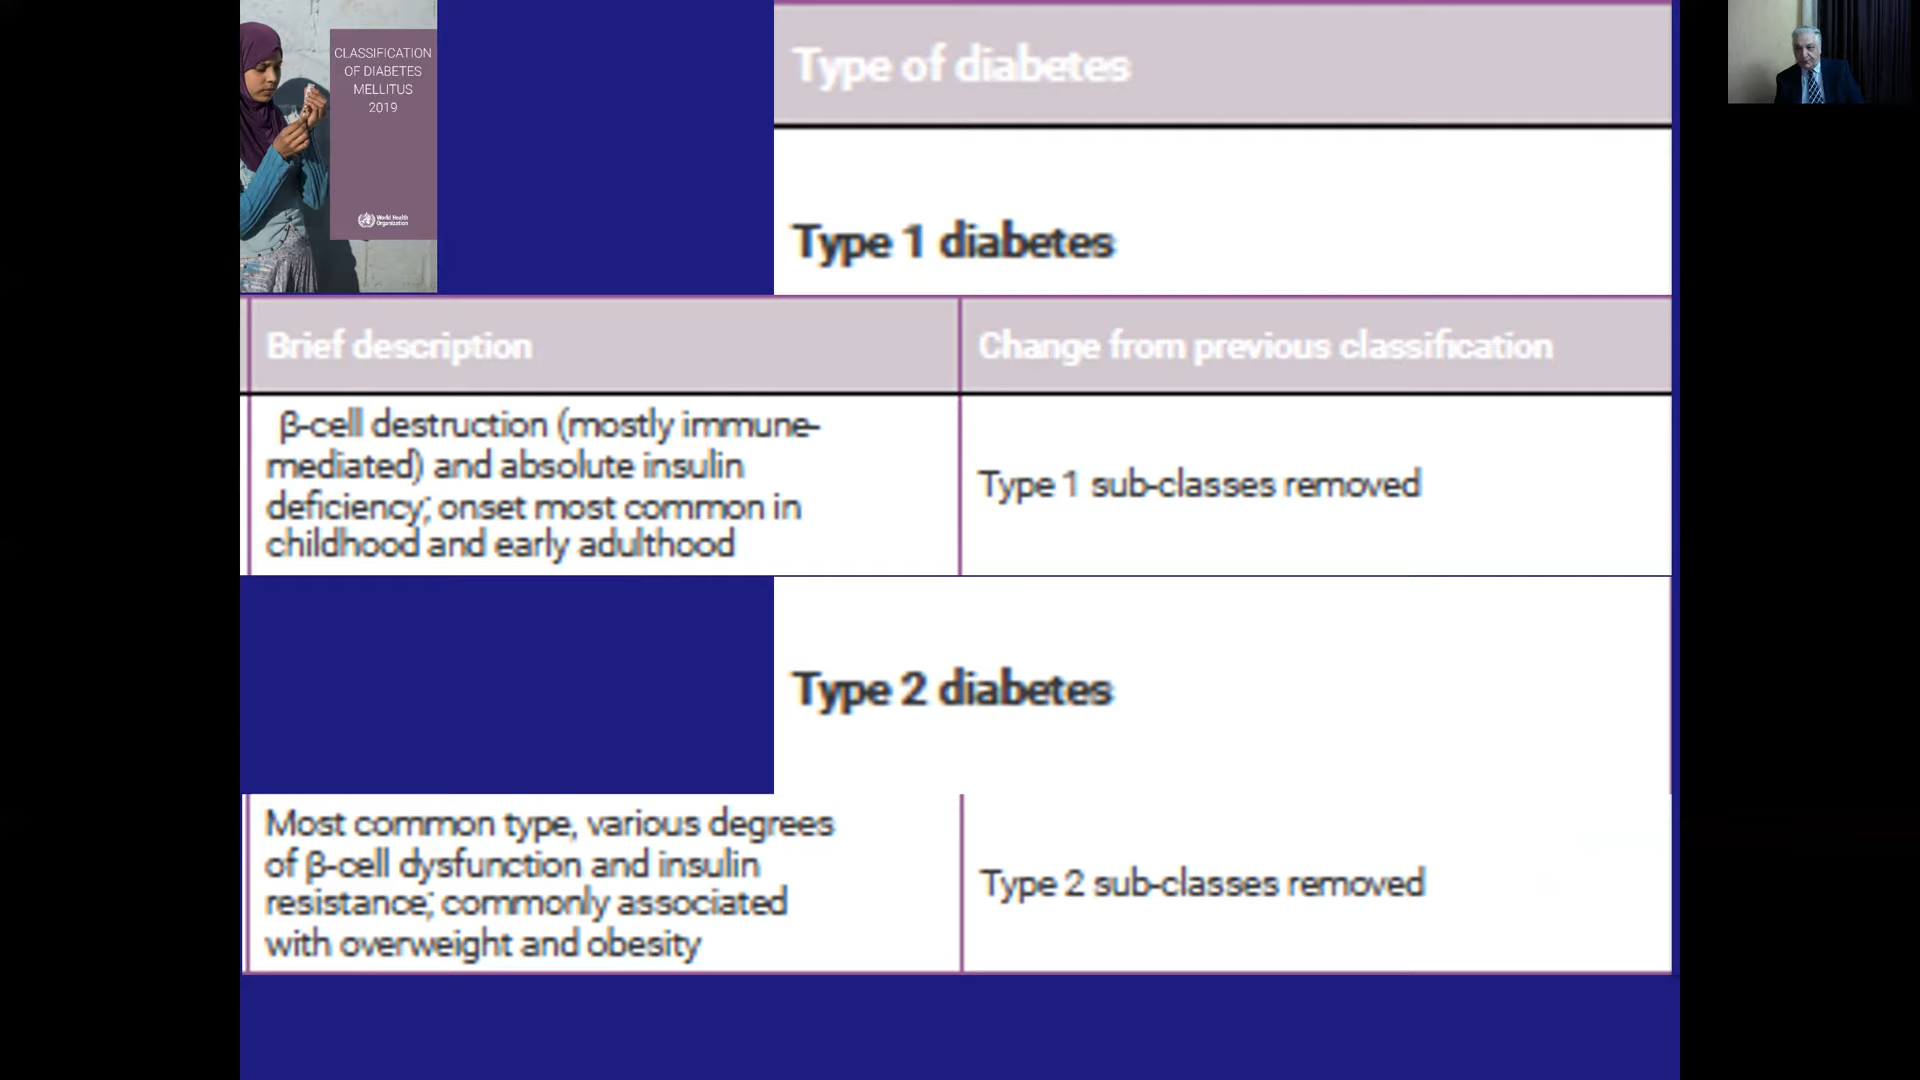 CLASSIFICATION
OF DIABETES
MELLITUS
2019
World Health
Organization
Type of diabetes
Type 1 diabetes
Brief description
Change from previous classification
β-cell destruction (mostly immune-
mediated) and absolute insulin
deficiency; onset most common in
childhood and early adulthood
Type 1 sub-classes removed
Type 2 diabetes
Most common type, various degrees
of β-cell dysfunction and insulin
resistance; commonly associated
with overweight and obesity
Type 2 sub-classes removed